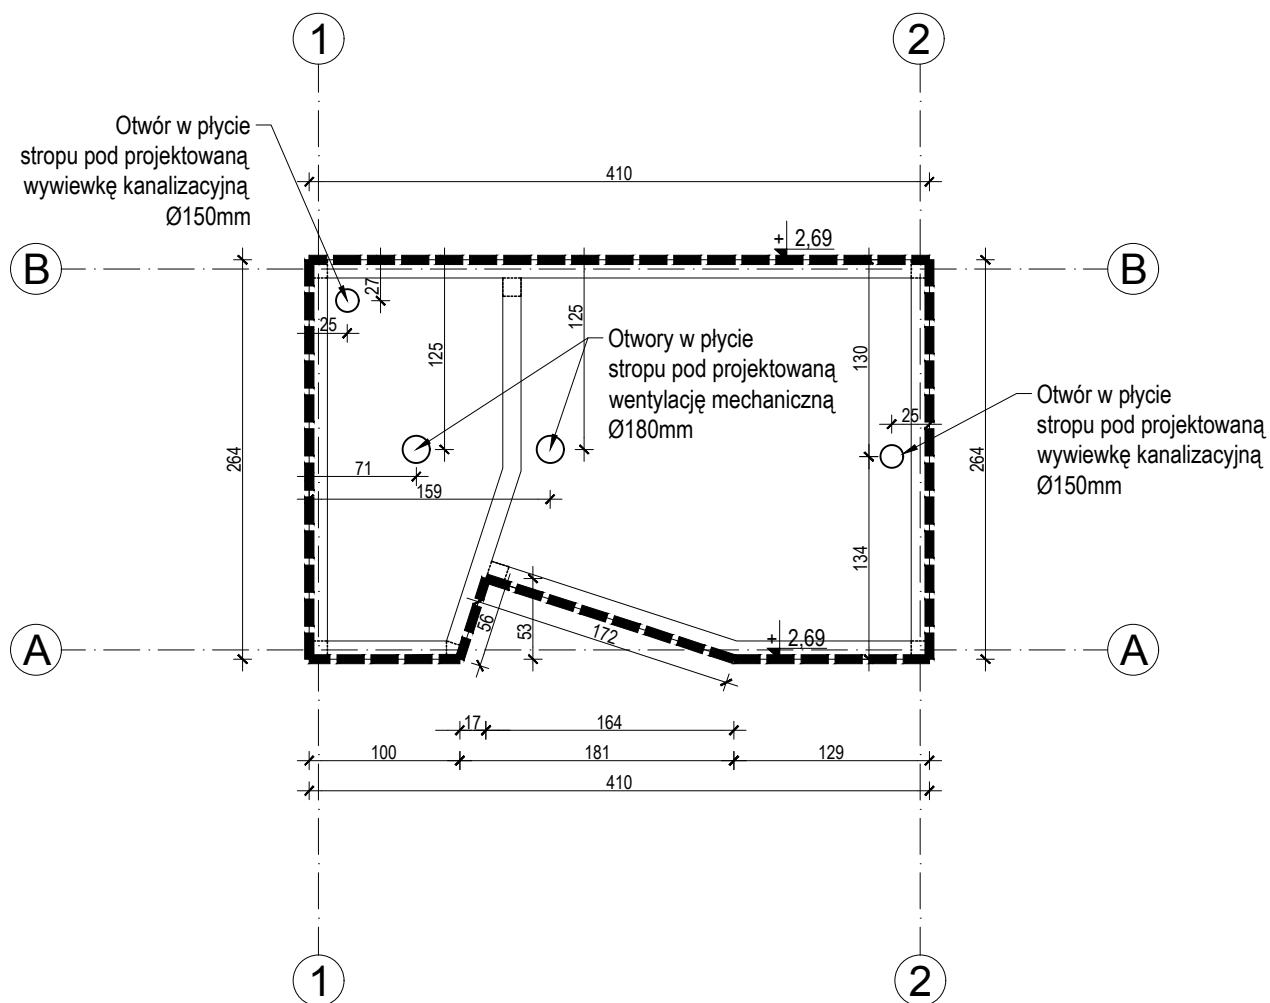 1
2
Otwór w płycie
stropu pod projektowaną
wywiewkę kanalizacyjną
Ø150mm
410
+ 2,69
B
B
27
25
125
125
Otwory w płycie
stropu pod projektowaną
wentylację mechaniczną
Ø180mm
130
25
Otwór w płycie
stropu pod projektowaną
wywiewkę kanalizacyjną
Ø150mm
264
264
71
159
134
56
53
172
+ 2,69
A
A
17
164
100
181
129
410
1
2